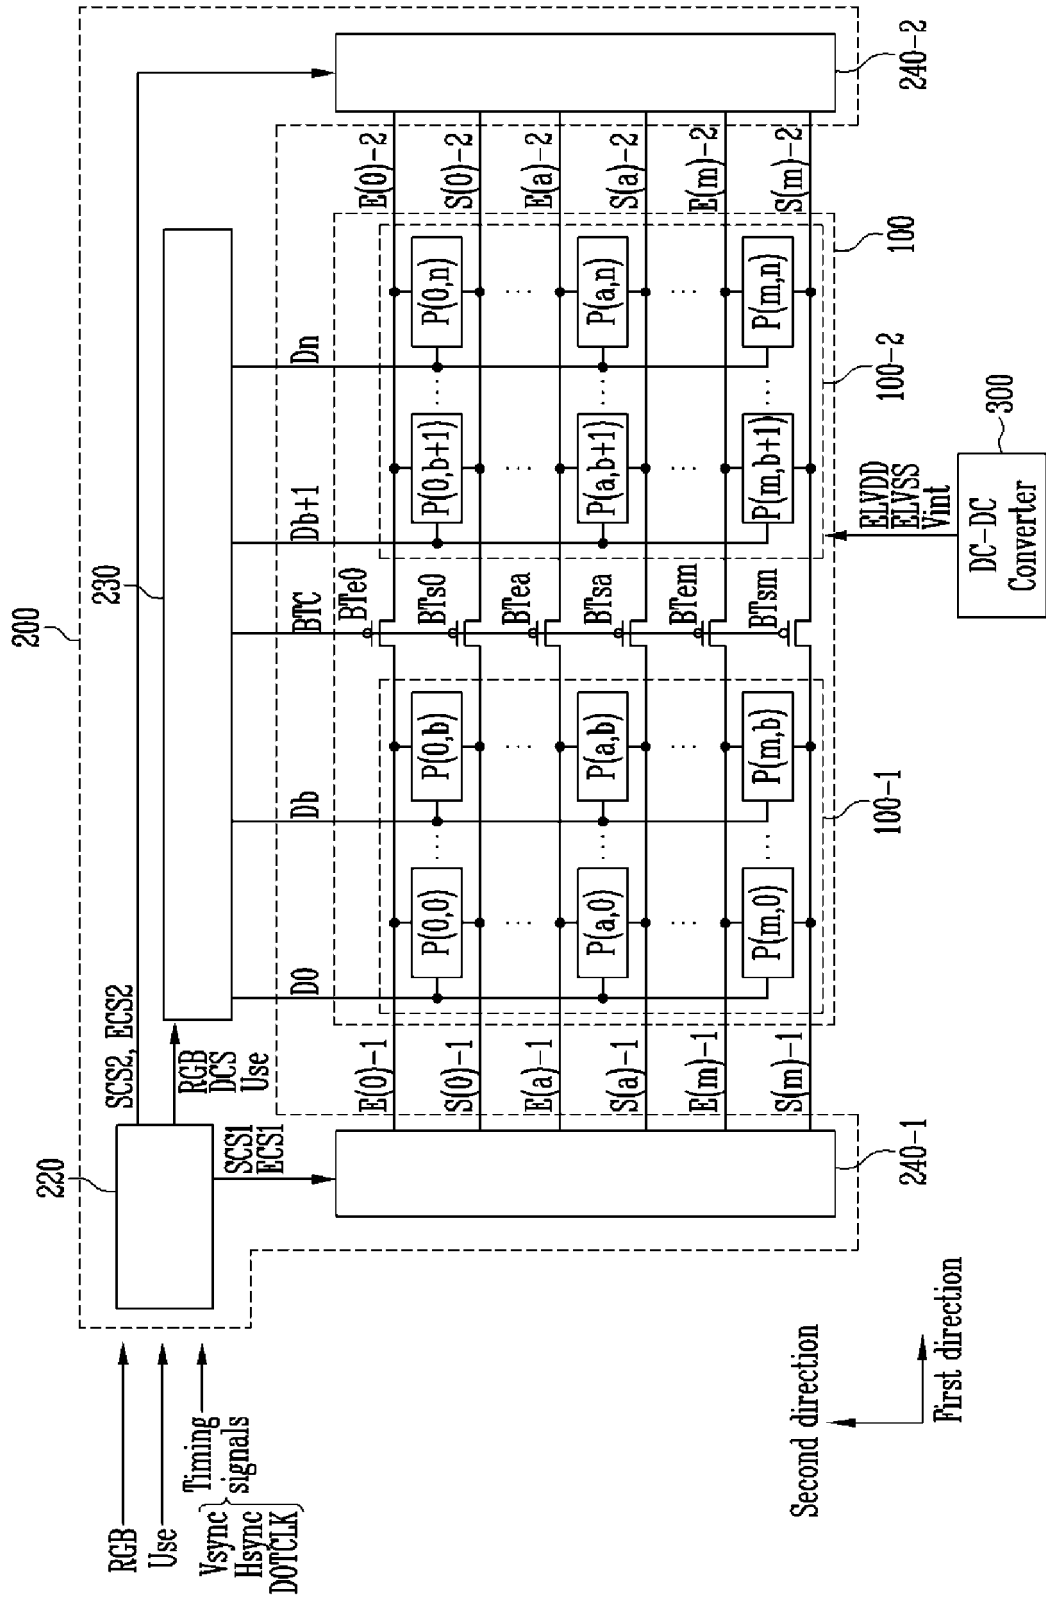 200
220
230
SCS2, ECS2
RGB
Use
Timing
signals
Vsync
Hsync
DOTCLK
RGB
DCS
Use
SCS1
ECS1
D0
Db
BTC
Db+1
Dn
E(0)-1
S(0)-1
E(a)-1
S(a)-1
E(m)-1
S(m)-1
P(0,0)
P(0,b)
P(0,b+1)
P(0,n)
P(a,0)
P(a,b)
P(a,b+1)
P(a,n)
P(m,0)
P(m,b)
P(m,b+1)
P(m,n)
BTe0
BTs0
BTea
BTsa
BTem
BTsm
E(0)-2
S(0)-2
E(a)-2
S(a)-2
E(m)-2
S(m)-2
240-1
100-1
100-2
100
240-2
ELVDD
ELVSS
Vint
DC-DC
Converter
300
Second direction
First direction